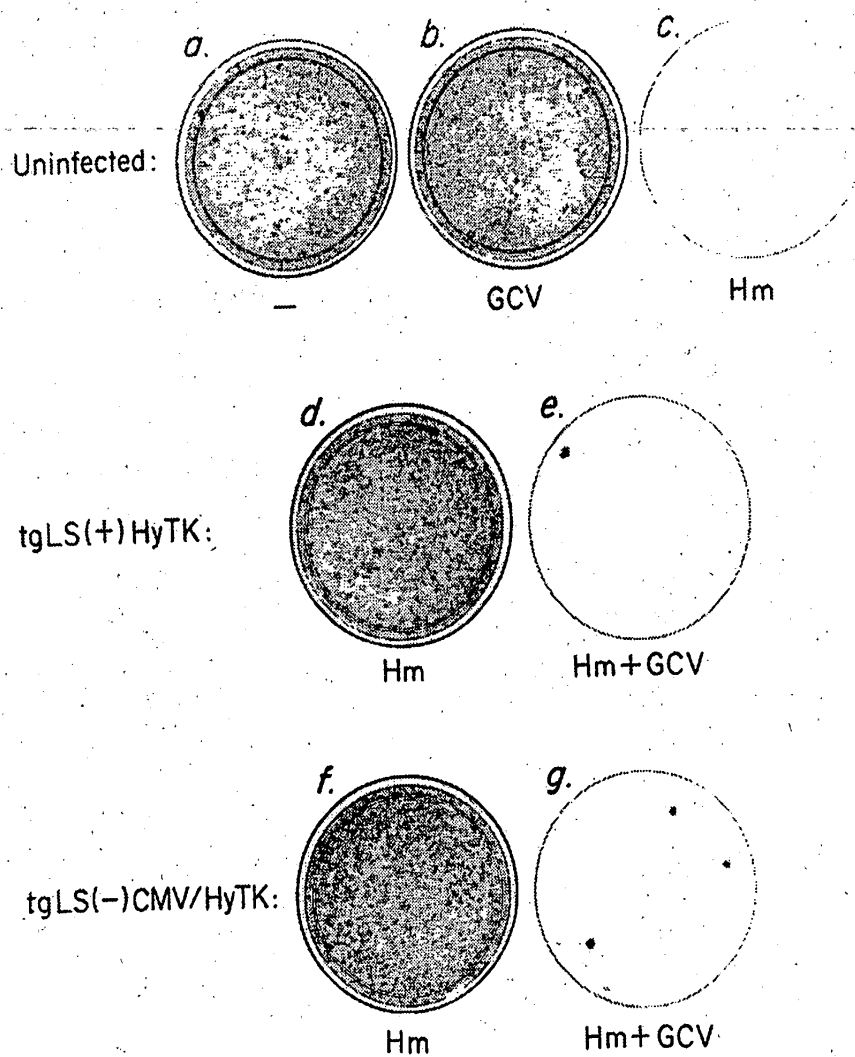 a. b. c.
Uninfected:
— GCV Hm
d. e.
tgLS(+)HyTK:
Hm Hm+GCV
f. g.
tgLS(-)CMV/HyTK:
Hm Hm+GCV